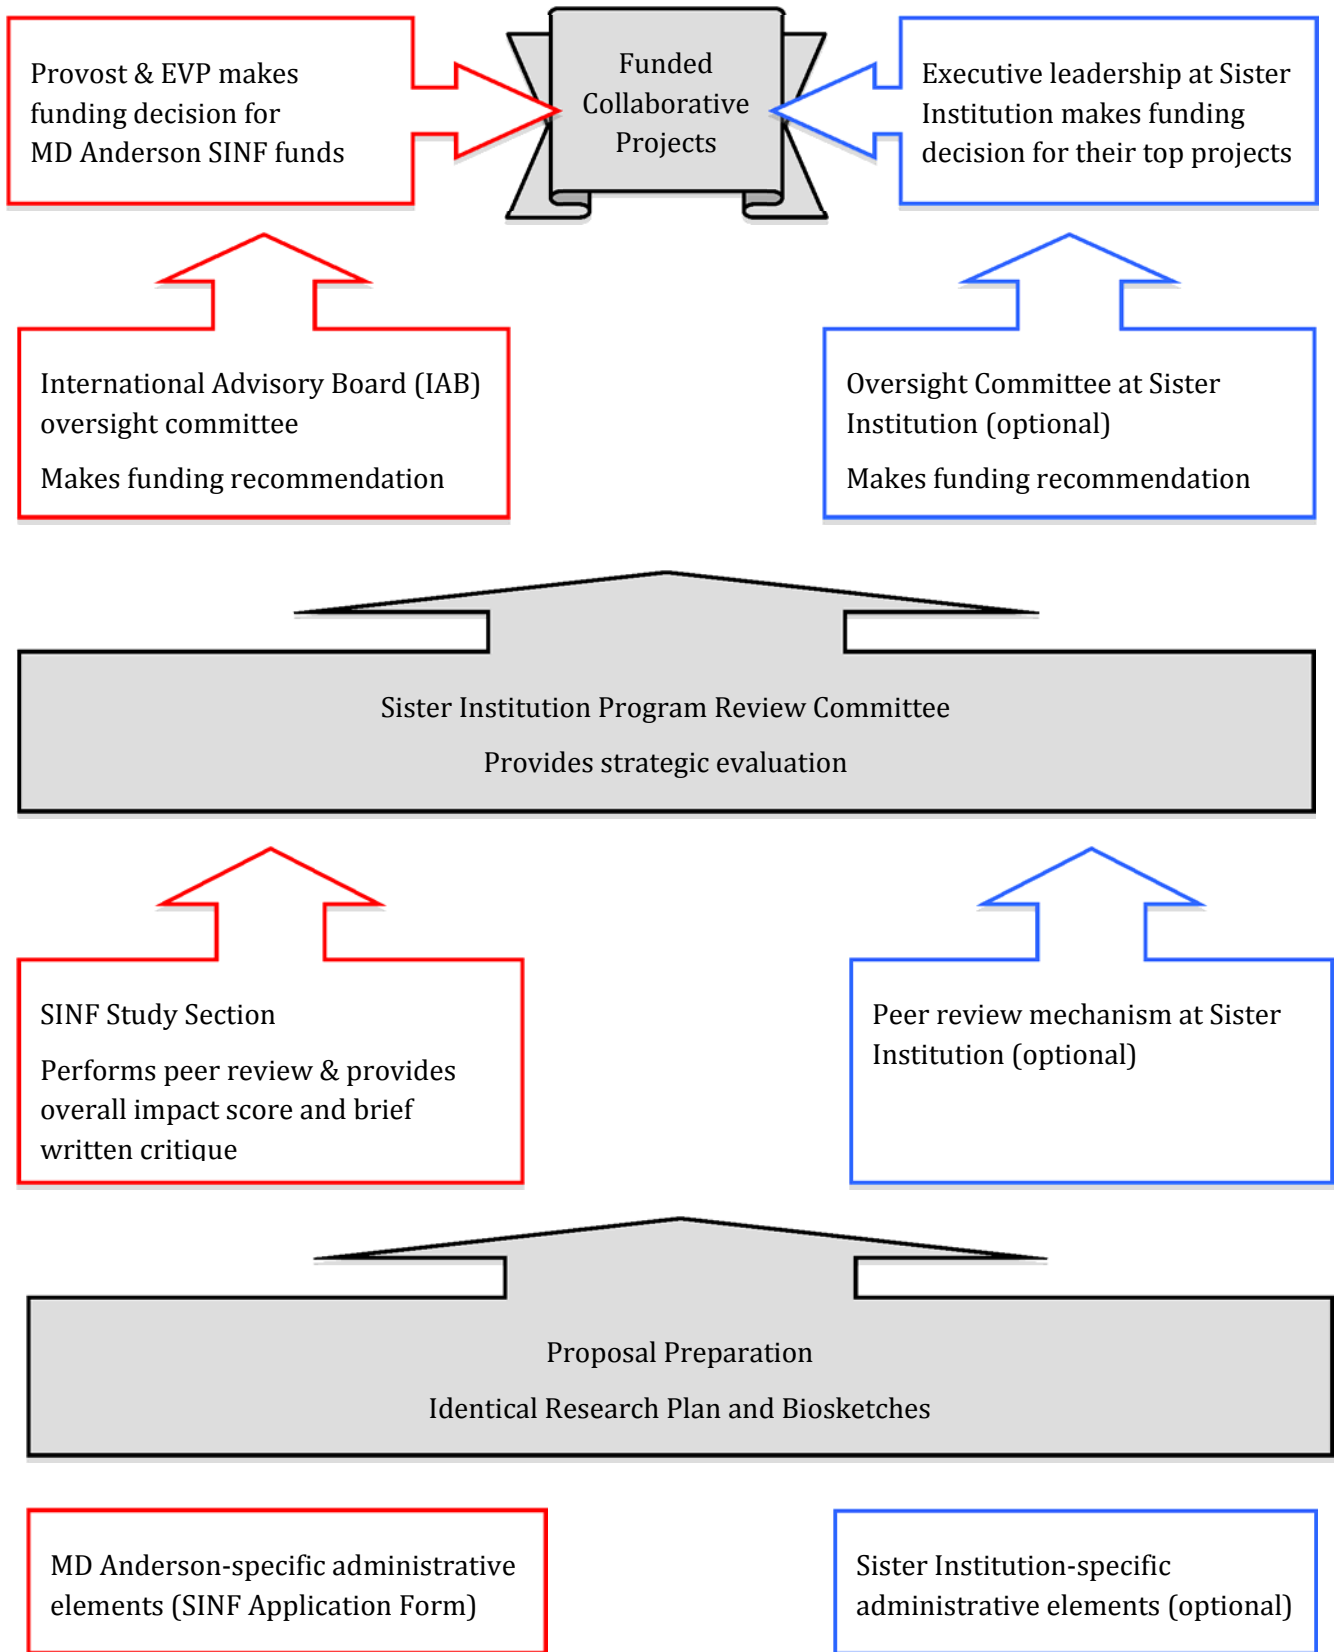 Provost & EVP makes
funding decision for
MD Anderson SINF funds
Funded
Collaborative
Projects
Executive leadership at Sister
Institution makes funding
decision for their top projects
International Advisory Board (IAB)
oversight committee
Makes funding recommendation
Oversight Committee at Sister
Institution (optional)
Makes funding recommendation
Sister Institution Program Review Committee
Provides strategic evaluation
SINF Study Section
Performs peer review & provides
overall impact score and brief
written critique
Peer review mechanism at Sister
Institution (optional)
Proposal Preparation
Identical Research Plan and Biosketches
MD Anderson-specific administrative
elements (SINF Application Form)
Sister Institution-specific
administrative elements (optional)